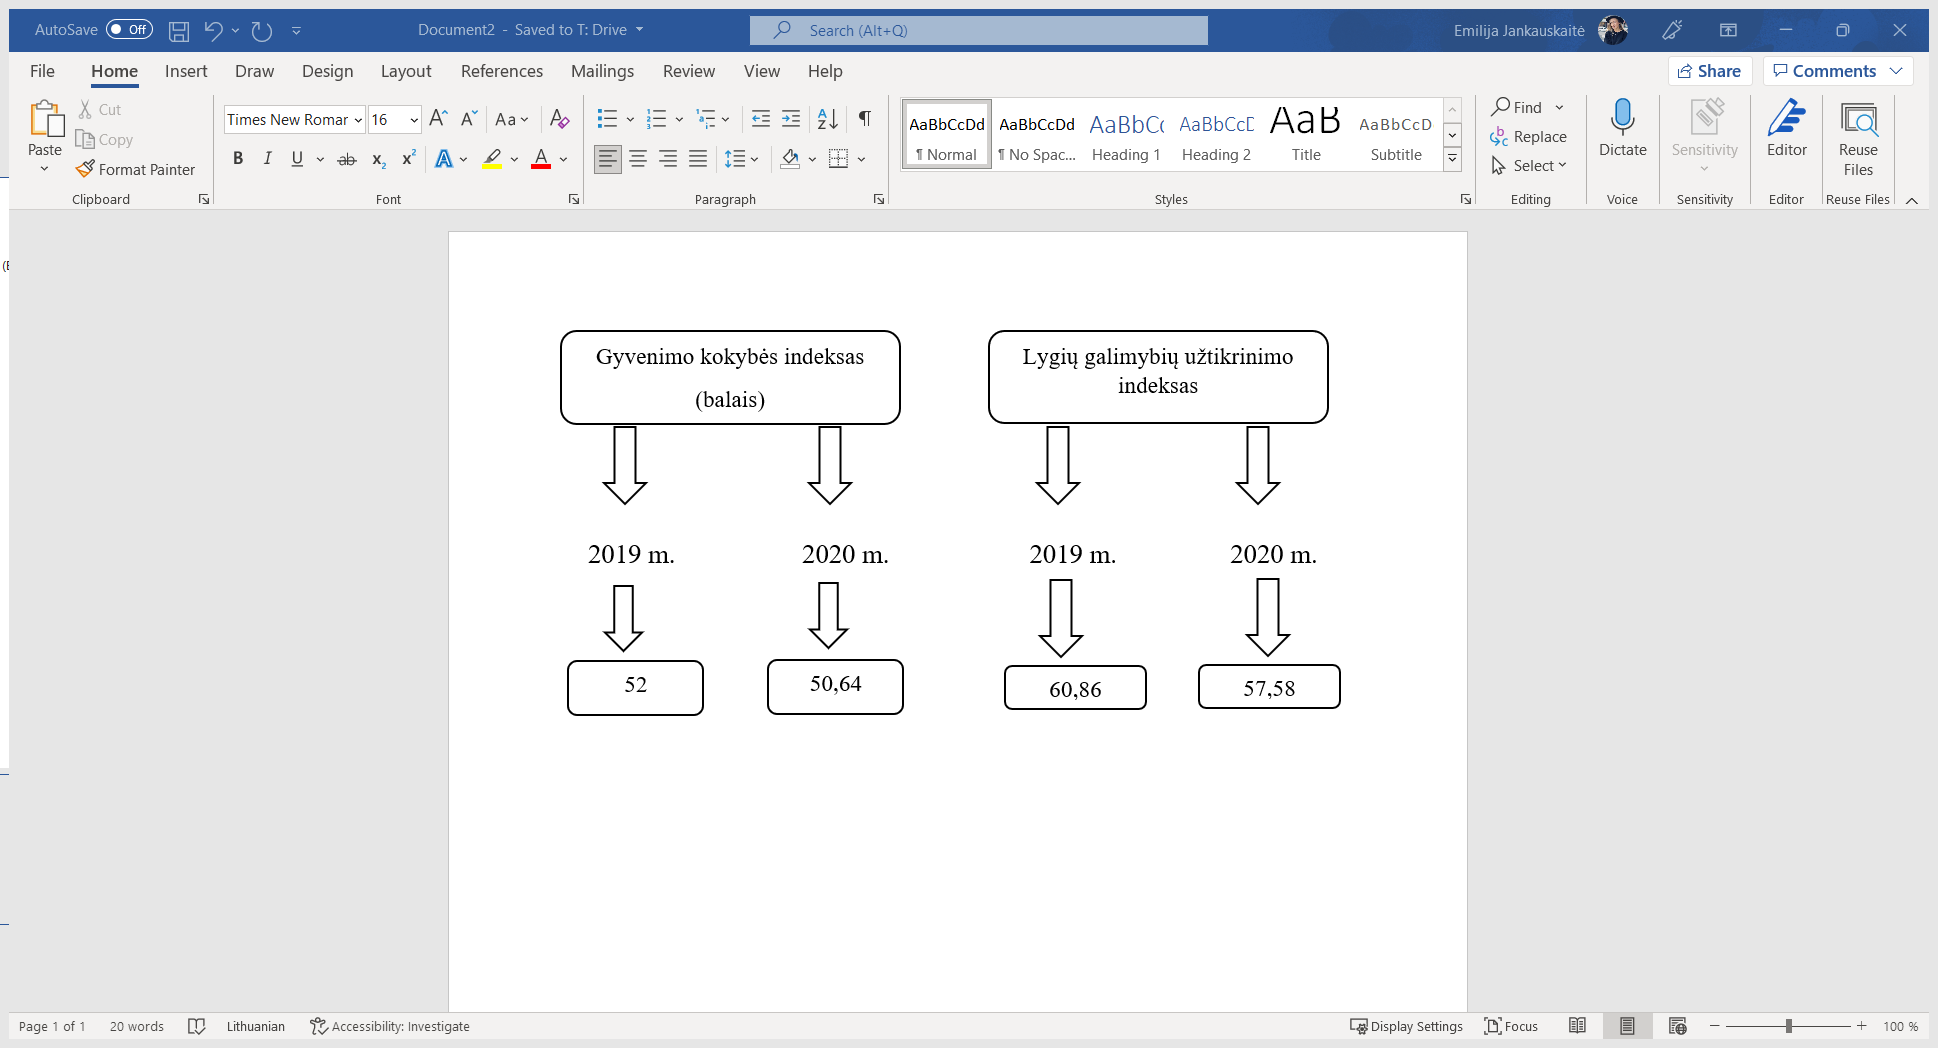 AutoSave Off Document2 - Saved to T: Drive Search (Alt+Q) Emilija Jankauskaitė
File Home Insert Draw Design Layout References Mailings Review View Help Share Comments
Paste
Cut
Copy
Format Painter
Clipboard
Times New Romar 16
Font
Paragraph
AaBbCcDd AaBbCcDd AaBbCc AaBbCcD AaB AaBbCcD
¶ Normal ¶ No Spac... Heading 1 Heading 2 Title Subtitle
Styles
Find
Replace
Select
Editing
Dictate
Voice
Sensitivity
Sensitivity
Editor
Editor
Reuse
Files
Reuse Files
Gyvenimo kokybės indeksas
(balais)
Lygių galimybių užtikrinimo
indeksas
2019 m. 2020 m. 2019 m. 2020 m.
52 50,64 60,86 57,58
Page 1 of 1 20 words Lithuanian Accessibility: Investigate Display Settings Focus 100 %